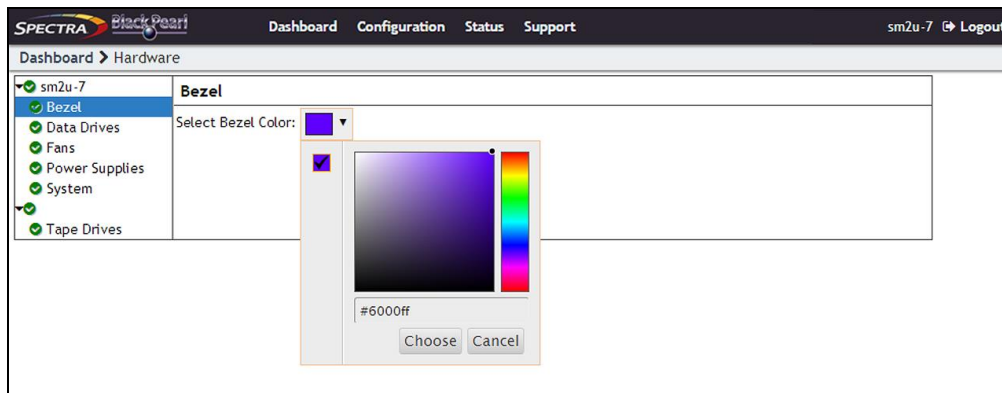 SPECTRA BlackPearl Dashboard Configuration Status Support sm2u-7 Logout
Dashboard > Hardware
sm2u-7
Bezel
Data Drives
Fans
Power Supplies
System
Tape Drives
Bezel
Select Bezel Color:
#6000ff
Choose Cancel